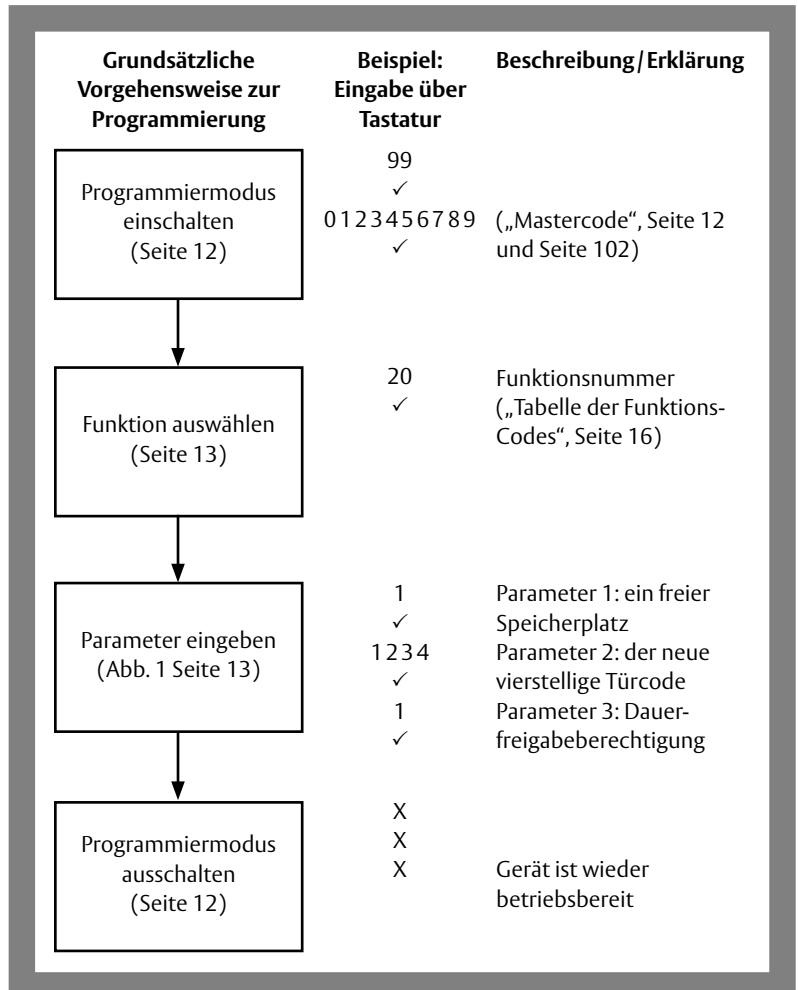 Grundsätzliche
Vorgehensweise zur
Programmierung
Beispiel:
Eingabe über
Tastatur
Beschreibung / Erklärung
Programmiermodus
einschalten
(Seite 12)
99
✓
0 1 2 3 4 5 6 7 8 9
✓
(„Mastercode“, Seite 12
und Seite 102)
Funktion auswählen
(Seite 13)
20
✓
Funktionsnummer
(„Tabelle der Funktions-
Codes“, Seite 16)
Parameter eingeben
(Abb. 1 Seite 13)
1
✓
1 2 3 4
✓
1
✓
Parameter 1: ein freier
Speicherplatz
Parameter 2: der neue
vierstellige Türcode
Parameter 3: Dauer-
freigabeberechtigung
Programmiermodus
ausschalten
(Seite 12)
X
X
X
Gerät ist wieder
betriebsbereit